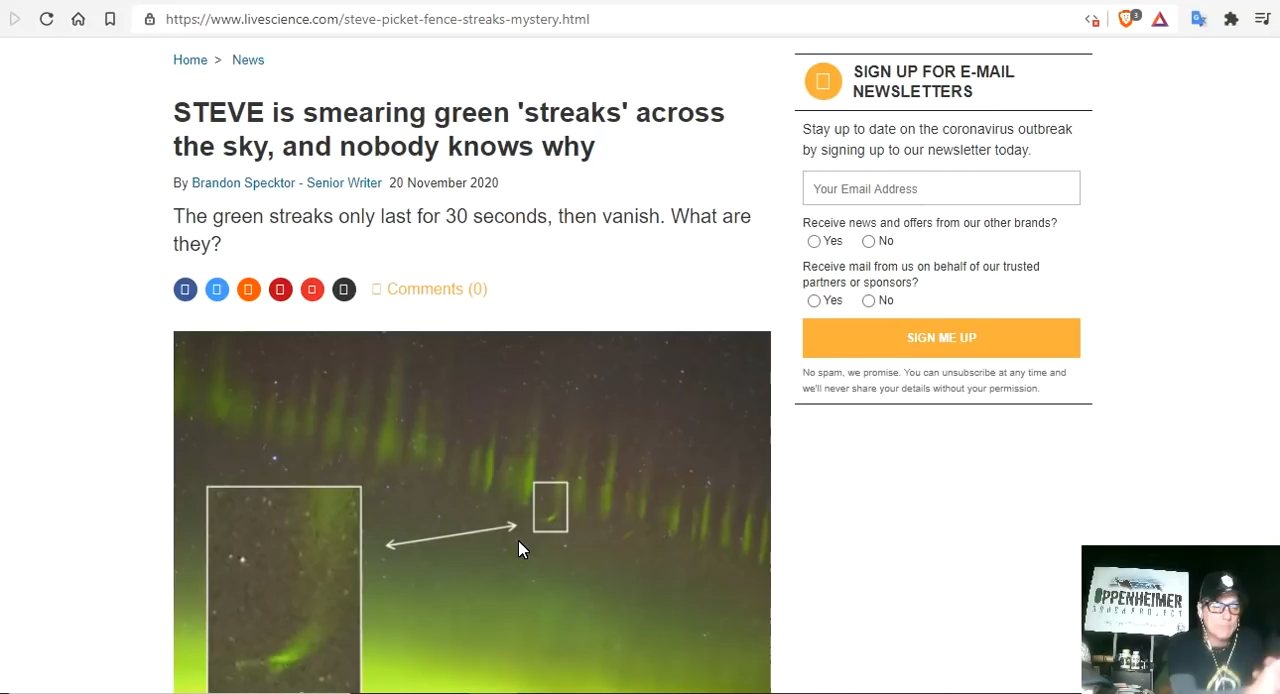 https://www.livescience.com/steve-picket-fence-streaks-mystery.html
3
Home > News
STEVE is smearing green 'streaks' across
the sky, and nobody knows why
By Brandon Specktor - Senior Writer 20 November 2020
The green streaks only last for 30 seconds, then vanish. What are
they?
Comments (0)
SIGN UP FOR E-MAIL
NEWSLETTERS
Stay up to date on the coronavirus outbreak
by signing up to our newsletter today.
Your Email Address
Receive news and offers from our other brands?
Yes No
Receive mail from us on behalf of our trusted
partners or sponsors?
Yes No
SIGN ME UP
No spam, we promise. You can unsubscribe at any time and
we'll never share your details without your permission.
OPPENHEIMER